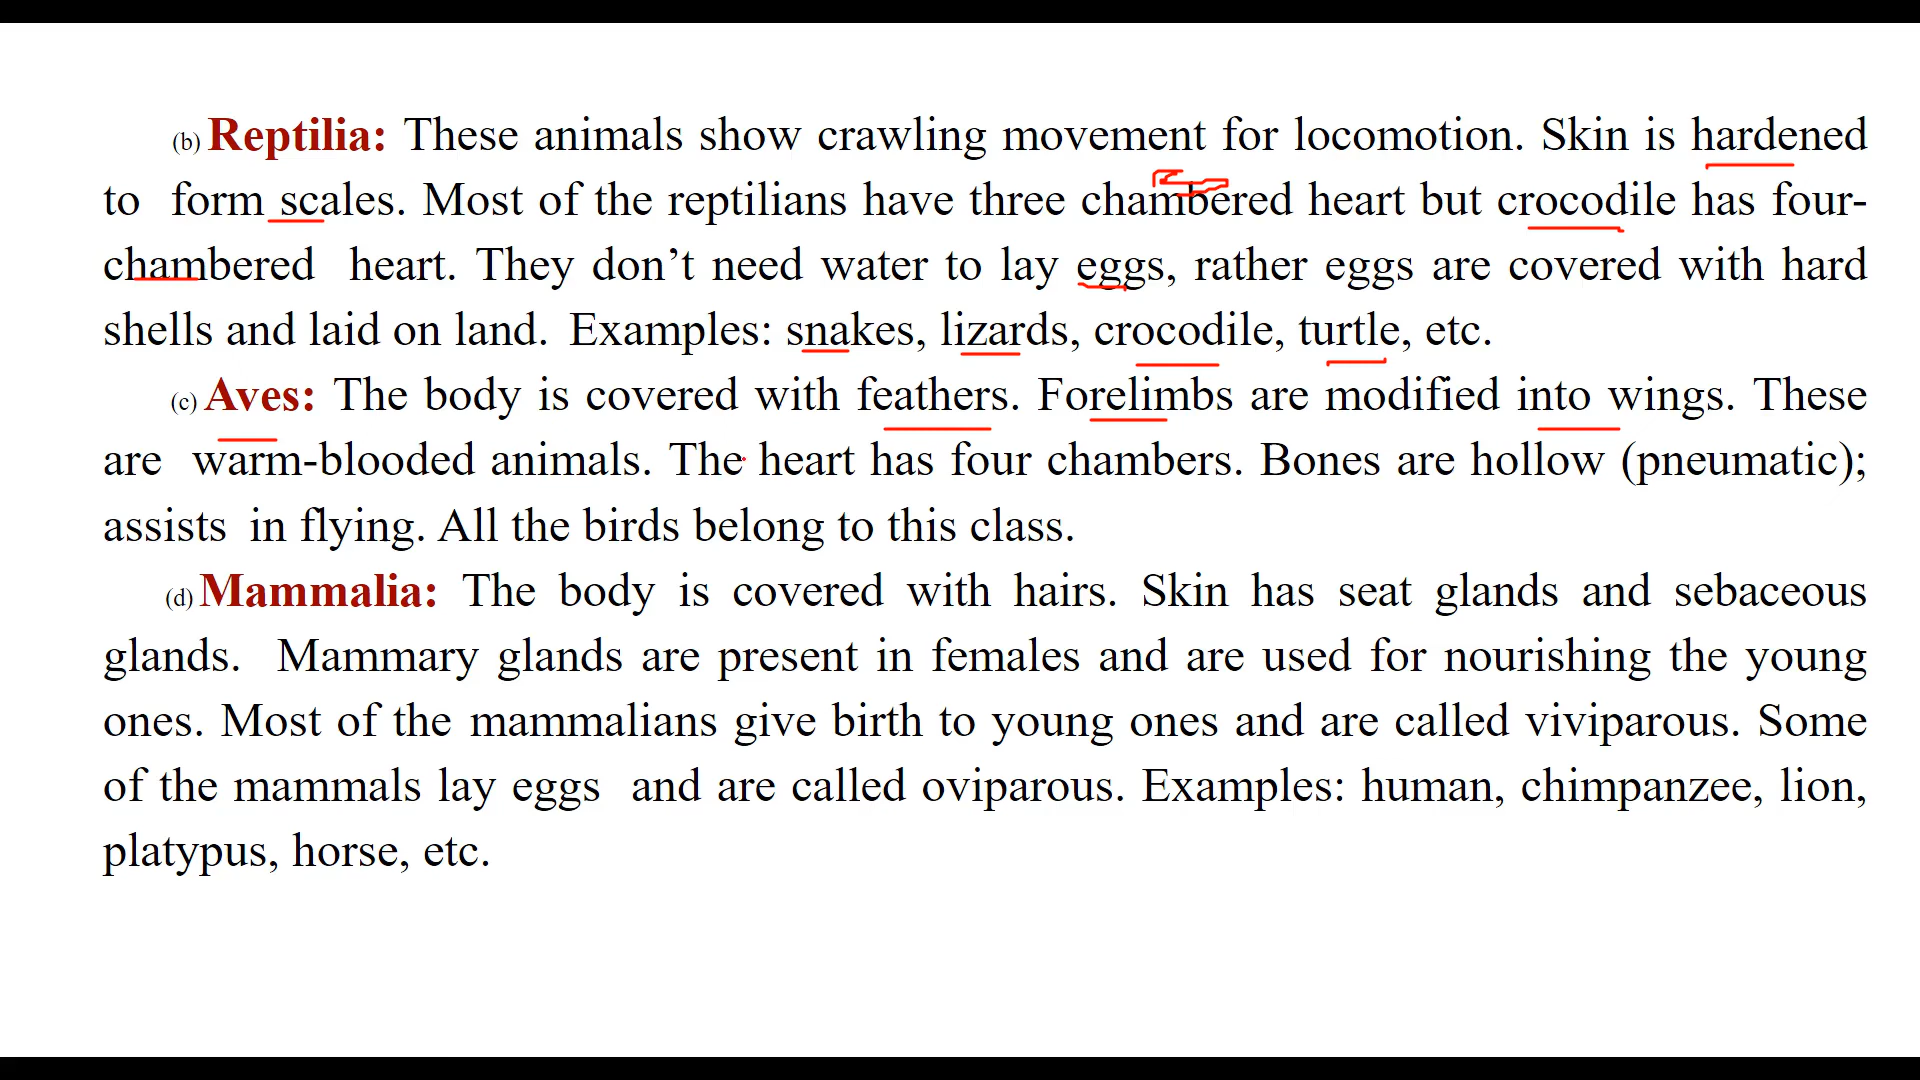 (b) Reptilia: These animals show crawling movement for locomotion. Skin is hardened
to form scales. Most of the reptilians have three chambered heart but crocodile has four-
chambered heart. They don’t need water to lay eggs, rather eggs are covered with hard
shells and laid on land. Examples: snakes, lizards, crocodile, turtle, etc.
(c) Aves: The body is covered with feathers. Forelimbs are modified into wings. These
are warm-blooded animals. The heart has four chambers. Bones are hollow (pneumatic);
assists in flying. All the birds belong to this class.
(d) Mammalia: The body is covered with hairs. Skin has seat glands and sebaceous
glands. Mammary glands are present in females and are used for nourishing the young
ones. Most of the mammalians give birth to young ones and are called viviparous. Some
of the mammals lay eggs and are called oviparous. Examples: human, chimpanzee, lion,
platypus, horse, etc.